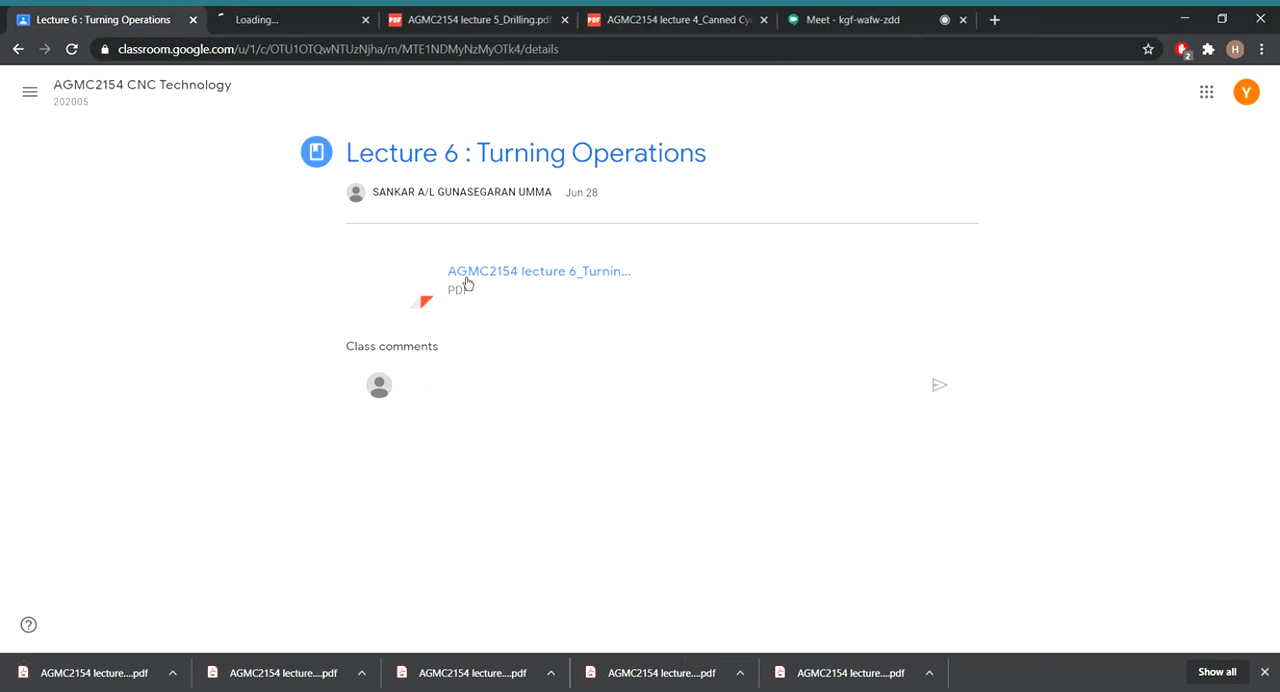 Lecture 6 : Turning Operations
Loading...
PDF AGMC2154 lecture 5_Drilling.pdf
PDF AGMC2154 lecture 4_Canned Cy
Meet - kgf-wafw-zdd
classroom.google.com/u/1/c/OTU1OTQwNTUzNjha/m/MTE1NDMyNzMyOTk4/details
2
H
AGMC2154 CNC Technology
202005
Y
Lecture 6 : Turning Operations
SANKAR A/L GUNASEGARAN UMMA Jun 28
AGMC2154 lecture 6_Turnin...
PDF
Class comments
AGMC2154 lecture....pdf
AGMC2154 lecture....pdf
AGMC2154 lecture....pdf
AGMC2154 lecture....pdf
AGMC2154 lecture....pdf
Show all